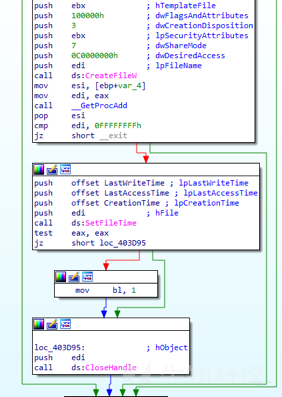 push ebx ; hTemplateFile
push 100000h ; dwFlagsAndAttributes
push 3 ; dwCreationDisposition
push ebx ; lpSecurityAttributes
push 7 ; dwShareMode
push 0C0000000h ; dwDesiredAccess
push edi ; lpFileName
call ds:CreateFileW
mov esi, [ebp+var_4]
mov edi, eax
call __GetProcAdd
pop esi
cmp edi, 0FFFFFFFFh
jz short __exit
push offset LastWriteTime ; lpLastWriteTime
push offset LastAccessTime ; lpLastAccessTime
push offset CreationTime ; lpCreationTime
push edi ; hFile
call ds:SetFileTime
test eax, eax
jz short loc_403D95
mov bl, 1
loc_403D95: ; hObject
push edi
call ds:CloseHandle